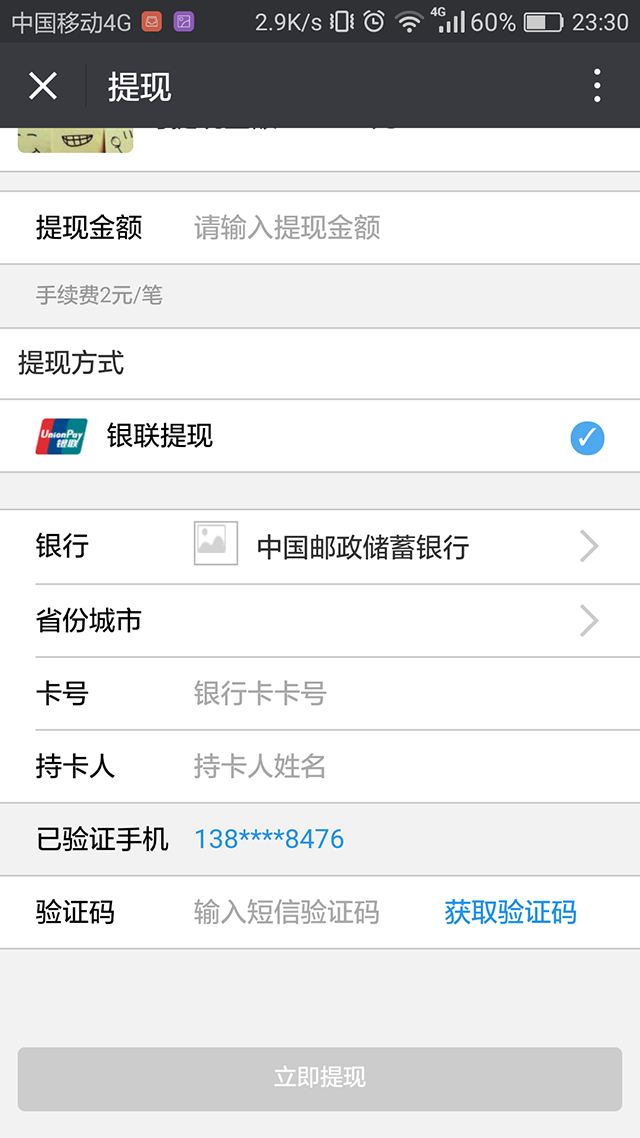 中国移动4G 2.9K/s 4G 60% 23:30
提现
提现金额 请输入提现金额
手续费2元/笔
提现方式
UnionPay 银联 银联提现
银行 中国邮政储蓄银行
省份城市
卡号 银行卡卡号
持卡人 持卡人姓名
已验证手机 138****8476
验证码 输入短信验证码 获取验证码
立即提现